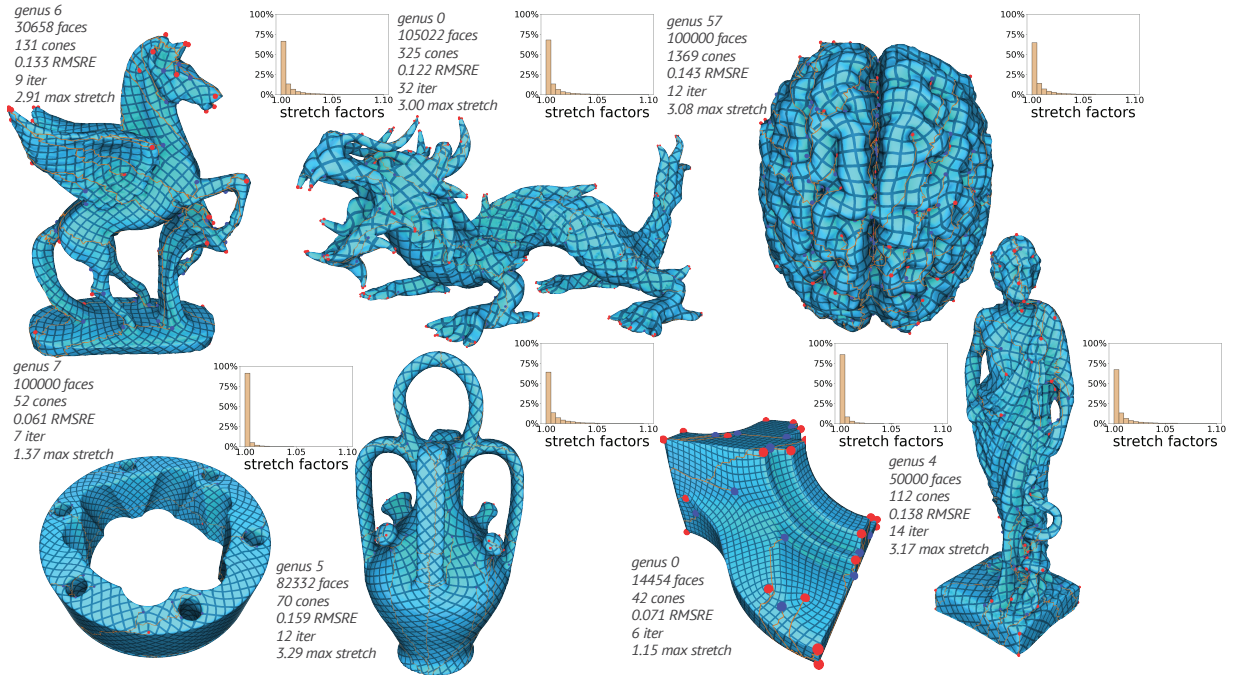 genus 6
30658 faces
131 cones
0.133 RMSRE
9 iter
2.91 max stretch
100%
75%
50%
25%
0%
1.00 1.05 1.10
stretch factors
genus 0
105022 faces
325 cones
0.122 RMSRE
32 iter
3.00 max stretch
100%
75%
50%
25%
0%
1.00 1.05 1.10
stretch factors
genus 57
100000 faces
1369 cones
0.143 RMSRE
12 iter
3.08 max stretch
100%
75%
50%
25%
0%
1.00 1.05 1.10
stretch factors
genus 7
100000 faces
52 cones
0.061 RMSRE
7 iter
1.37 max stretch
100%
75%
50%
25%
0%
1.00 1.05 1.10
stretch factors
genus 5
82332 faces
70 cones
0.159 RMSRE
12 iter
3.29 max stretch
100%
75%
50%
25%
0%
1.00 1.05 1.10
stretch factors
genus 0
14454 faces
42 cones
0.071 RMSRE
6 iter
1.15 max stretch
100%
75%
50%
25%
0%
1.00 1.05 1.10
stretch factors
genus 4
50000 faces
112 cones
0.138 RMSRE
14 iter
3.17 max stretch
100%
75%
50%
25%
0%
1.00 1.05 1.10
stretch factors